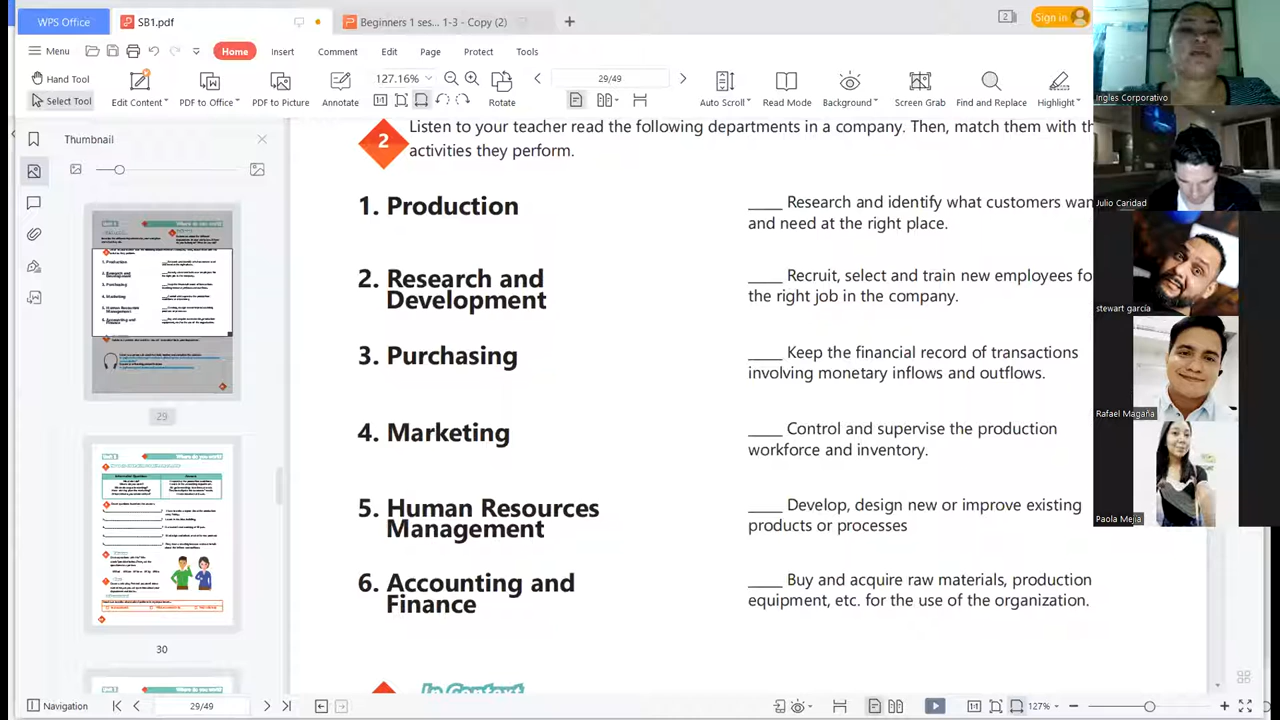 WPS Office
SB1.pdf
Beginners 1 ses... 1-3 - Copy (2)
2
Sign in
Menu
Home
Insert
Comment
Edit
Page
Protect
Tools
Hand Tool
Select Tool
Edit Content
PDF to Office
PDF to Picture
Annotate
127.16%
29/49
Rotate
Auto Scroll
Read Mode
Background
Screen Grab
Find and Replace
Highlight
Ingles Corporativo
Julio Caridad
stewart garcía
Rafael Magaña
Paola Mejia
Thumbnail
29
30
2
Listen to your teacher read the following departments in a company. Then, match them with th
activities they perform.
1. Production
____ Research and identify what customers wan
and need at the right place.
2. Research and
Development
____ Recruit, select and train new employees fo
the right job in the company.
3. Purchasing
____ Keep the financial record of transactions
involving monetary inflows and outflows.
4. Marketing
____ Control and supervise the production
workforce and inventory.
5. Human Resources
Management
____ Develop, design new or improve existing
products or processes
6. Accounting and
Finance
____ Buy and acquire raw materials, production
equipment, etc. for the use of the organization.
In Context
Navigation
29/49
127%